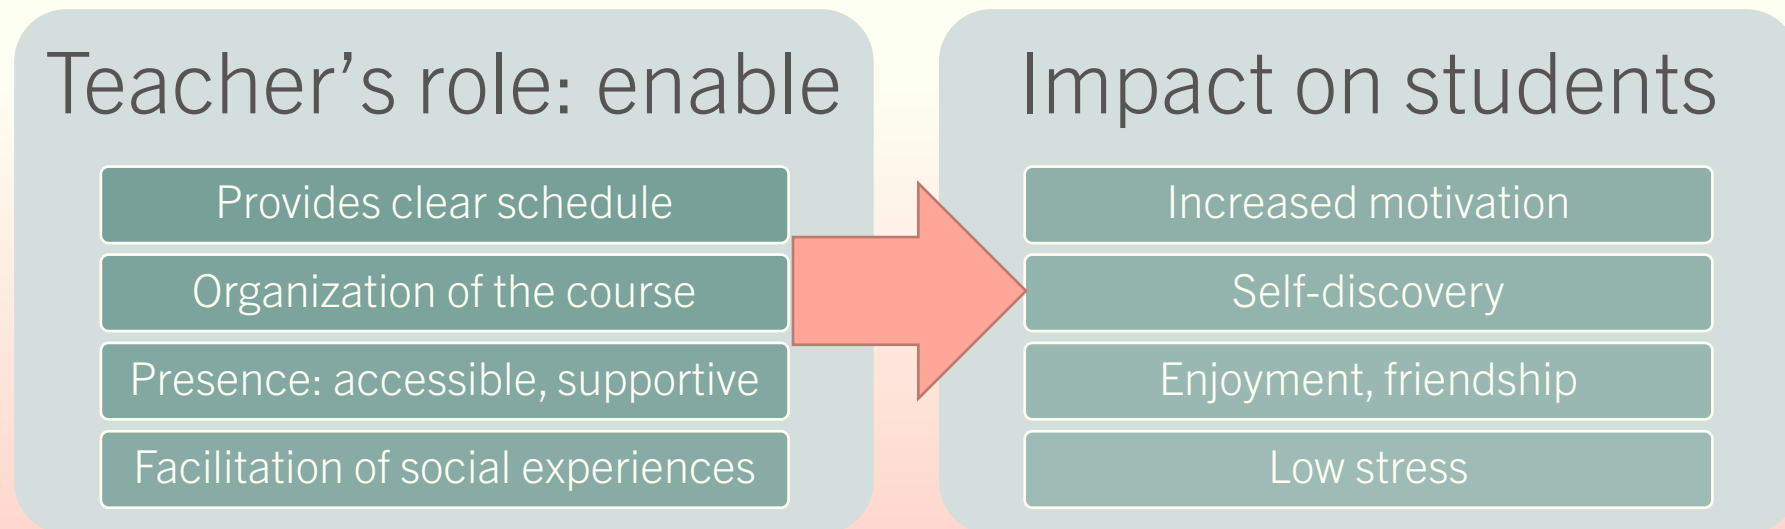 Teacher’s role: enable
Provides clear schedule
Organization of the course
Presence: accessible, supportive
Facilitation of social experiences
Impact on students
Increased motivation
Self-discovery
Enjoyment, friendship
Low stress